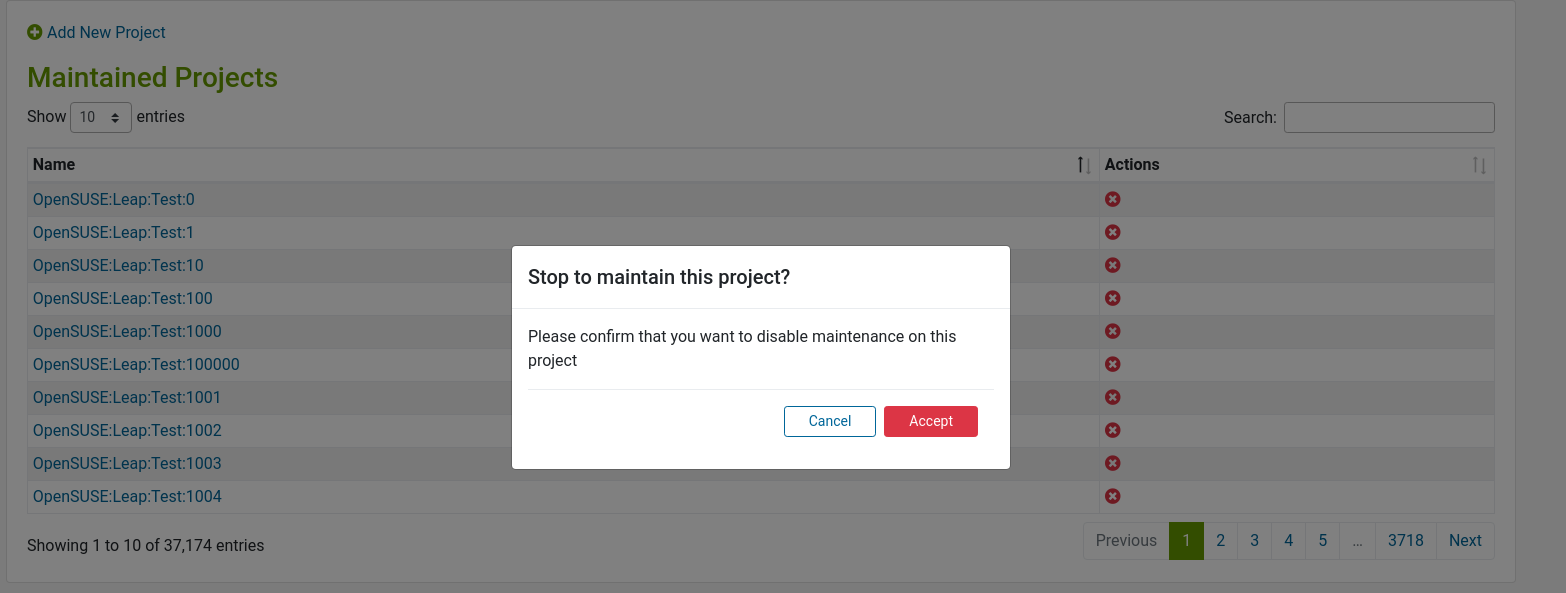 Add New Project
Maintained Projects
Show 10 entries
Search:
Name
Actions
OpenSUSE:Leap:Test:0
OpenSUSE:Leap:Test:1
OpenSUSE:Leap:Test:10
OpenSUSE:Leap:Test:100
OpenSUSE:Leap:Test:1000
OpenSUSE:Leap:Test:100000
OpenSUSE:Leap:Test:1001
OpenSUSE:Leap:Test:1002
OpenSUSE:Leap:Test:1003
OpenSUSE:Leap:Test:1004
Stop to maintain this project?
Please confirm that you want to disable maintenance on this
project
Cancel
Accept
Showing 1 to 10 of 37,174 entries
Previous 1 2 3 4 5 … 3718 Next